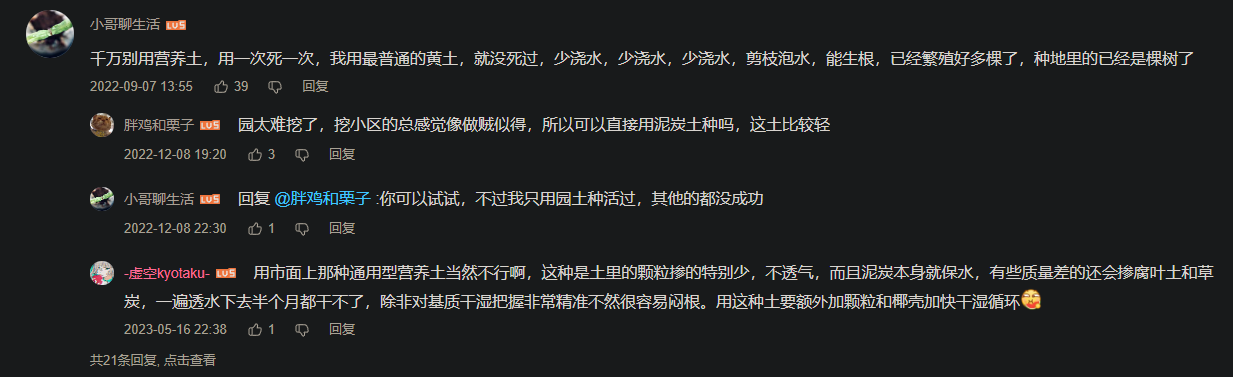 小哥聊生活 LV5
千万别用营养土，用一次死一次，我用最普通的黄土，就没死过，少浇水，少浇水，少浇水，剪枝泡水，能生根，已经繁殖好多棵了，种地里的已经是棵树了
2022-09-07 13:55 39 回复
胖鸡和栗子 LV5 园太难挖了，挖小区的总感觉像做贼似得，所以可以直接用泥炭土种吗，这土比较轻
2022-12-08 19:20 3 回复
小哥聊生活 LV5 回复 @胖鸡和栗子 :你可以试试，不过我只用园土种活过，其他的都没成功
2022-12-08 22:30 1 回复
-虚空kyotaku- LV5 用市面上那种通用型营养土当然不行啊，这种是土里的颗粒掺的特别少，不透气，而且泥炭本身就保水，有些质量差的还会掺腐叶土和草
炭，一遍透水下去半个月都干不了，除非对基质干湿把握非常精准不然很容易闷根。用这种土要额外加颗粒和椰壳加快干湿循环
2023-05-16 22:38 1 回复
共21条回复, 点击查看